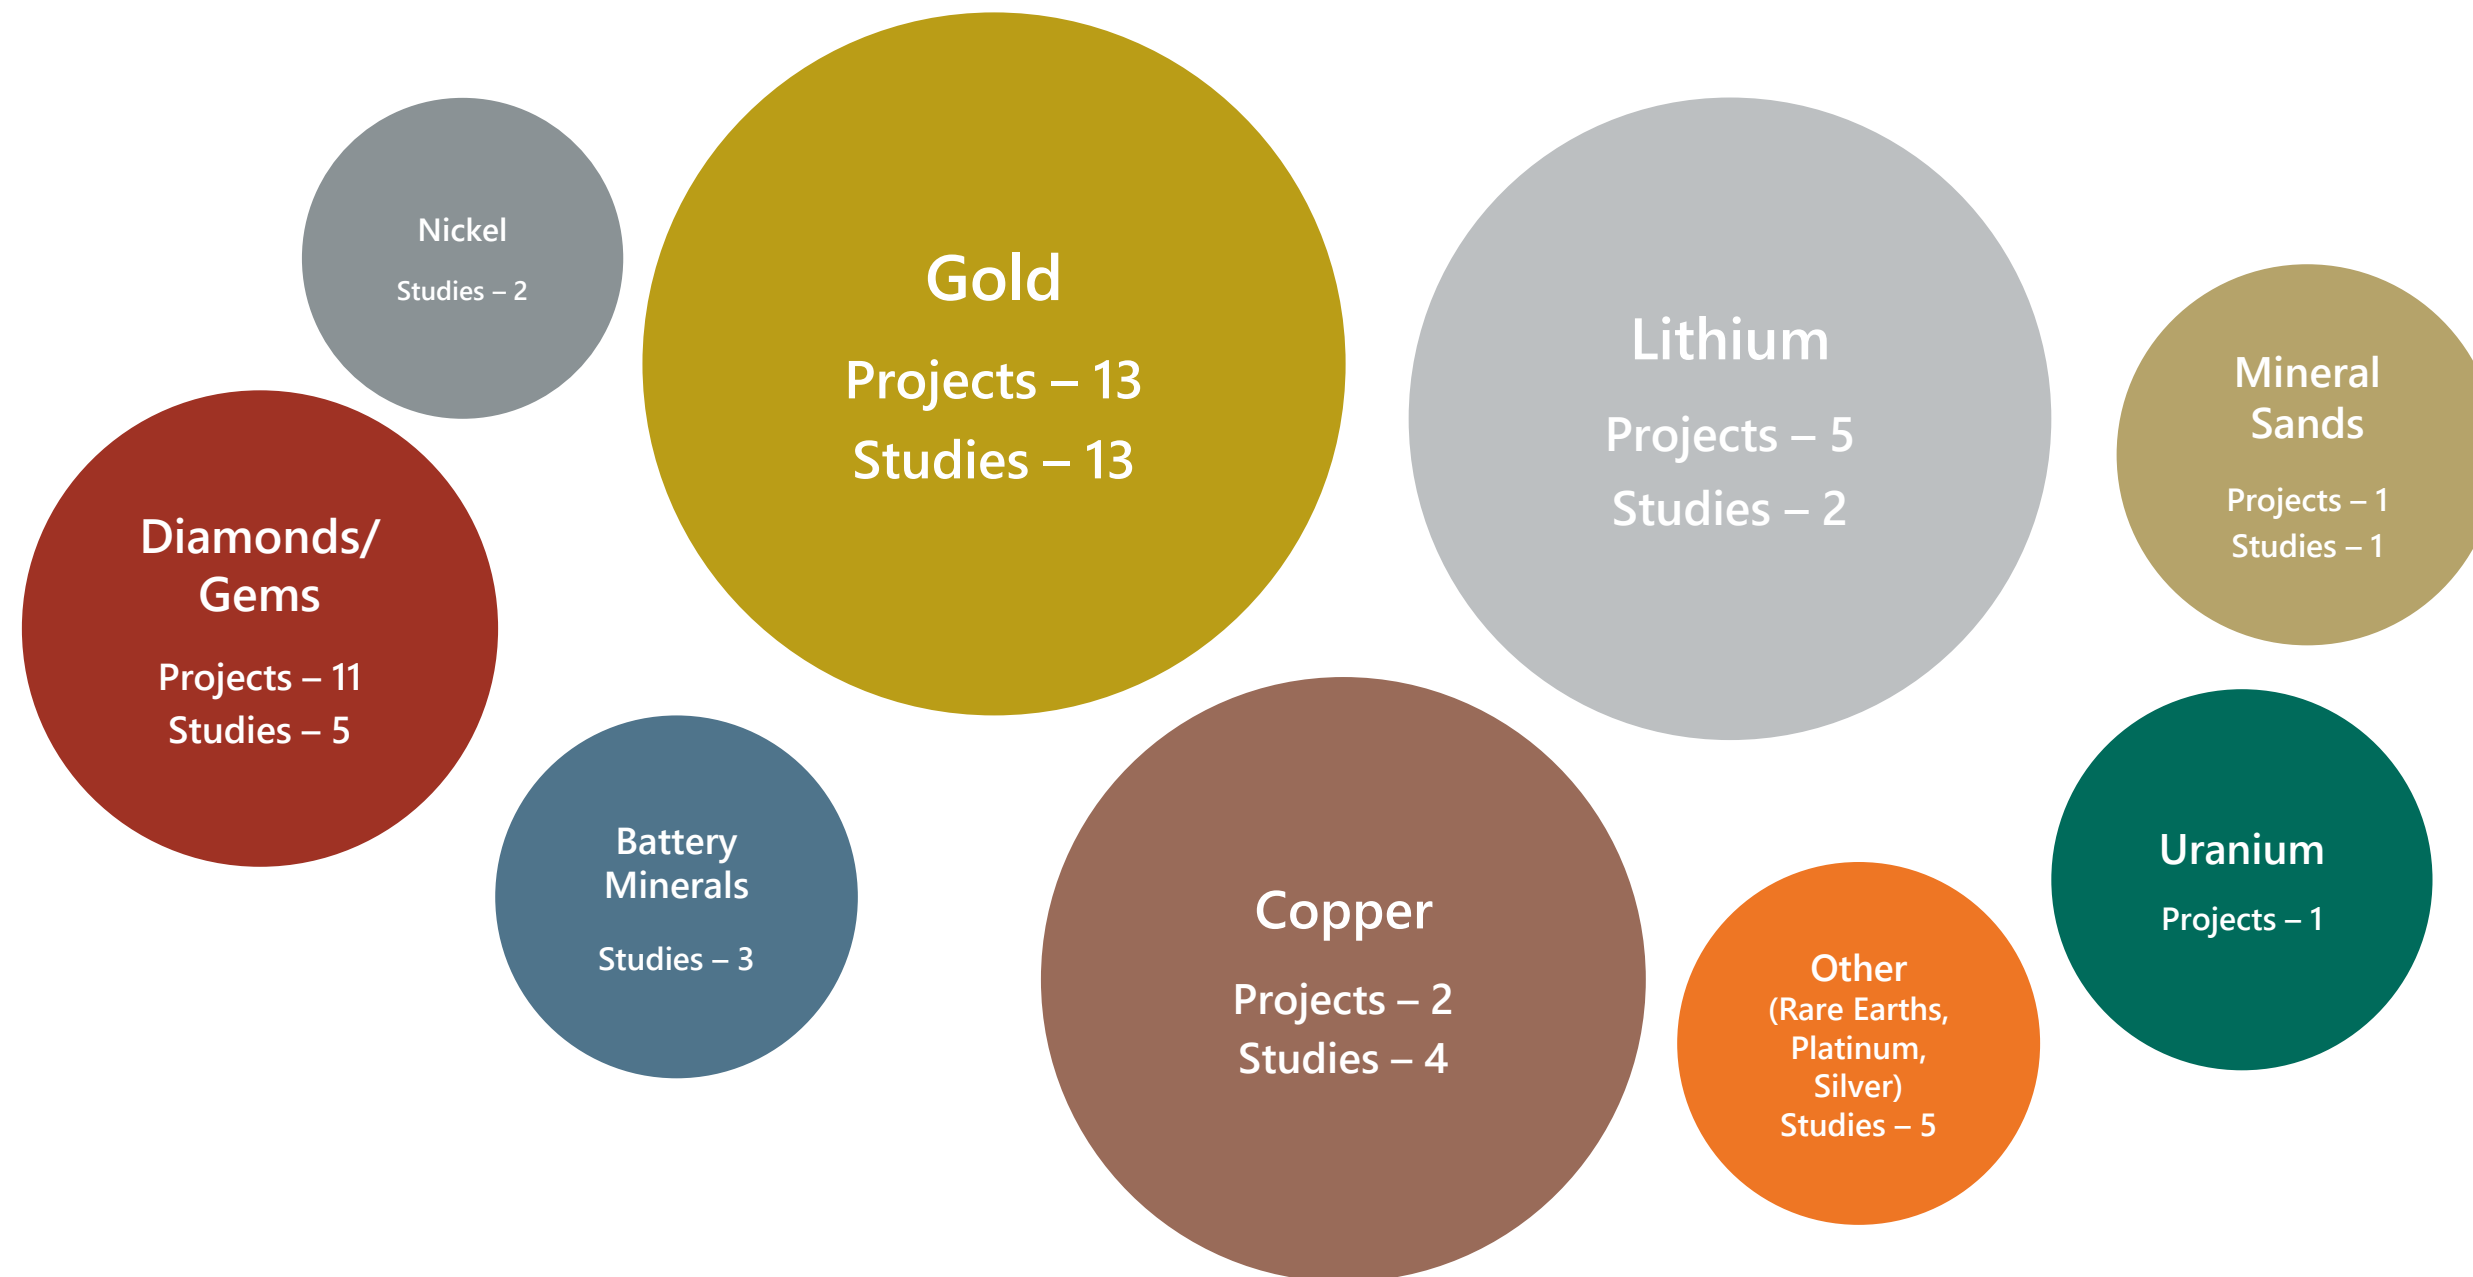 Nickel
Studies – 2
Gold
Projects – 13
Studies – 13
Lithium
Projects – 5
Studies – 2
Mineral
Sands
Projects – 1
Studies – 1
Diamonds/
Gems
Projects – 11
Studies – 5
Battery
Minerals
Studies – 3
Copper
Projects – 2
Studies – 4
Other
(Rare Earths,
Platinum,
Silver)
Studies – 5
Uranium
Projects – 1